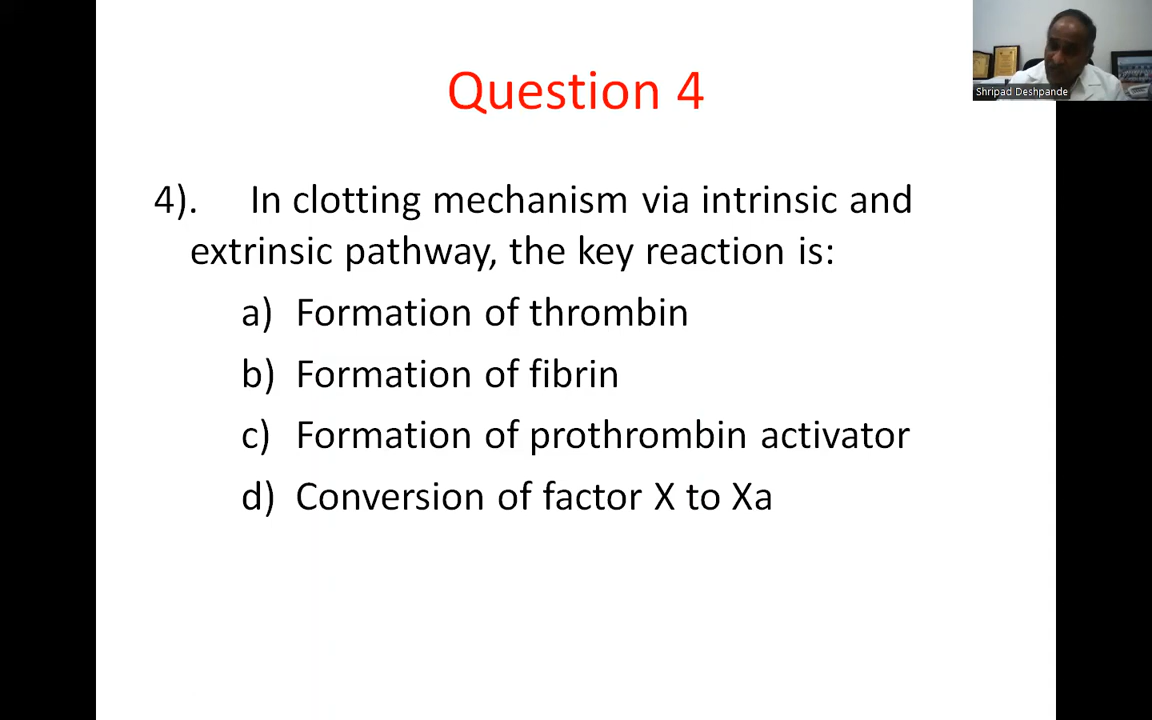 Question 4
Shripad Deshpande
4). In clotting mechanism via intrinsic and
extrinsic pathway, the key reaction is:
a) Formation of thrombin
b) Formation of fibrin
c) Formation of prothrombin activator
d) Conversion of factor X to Xa